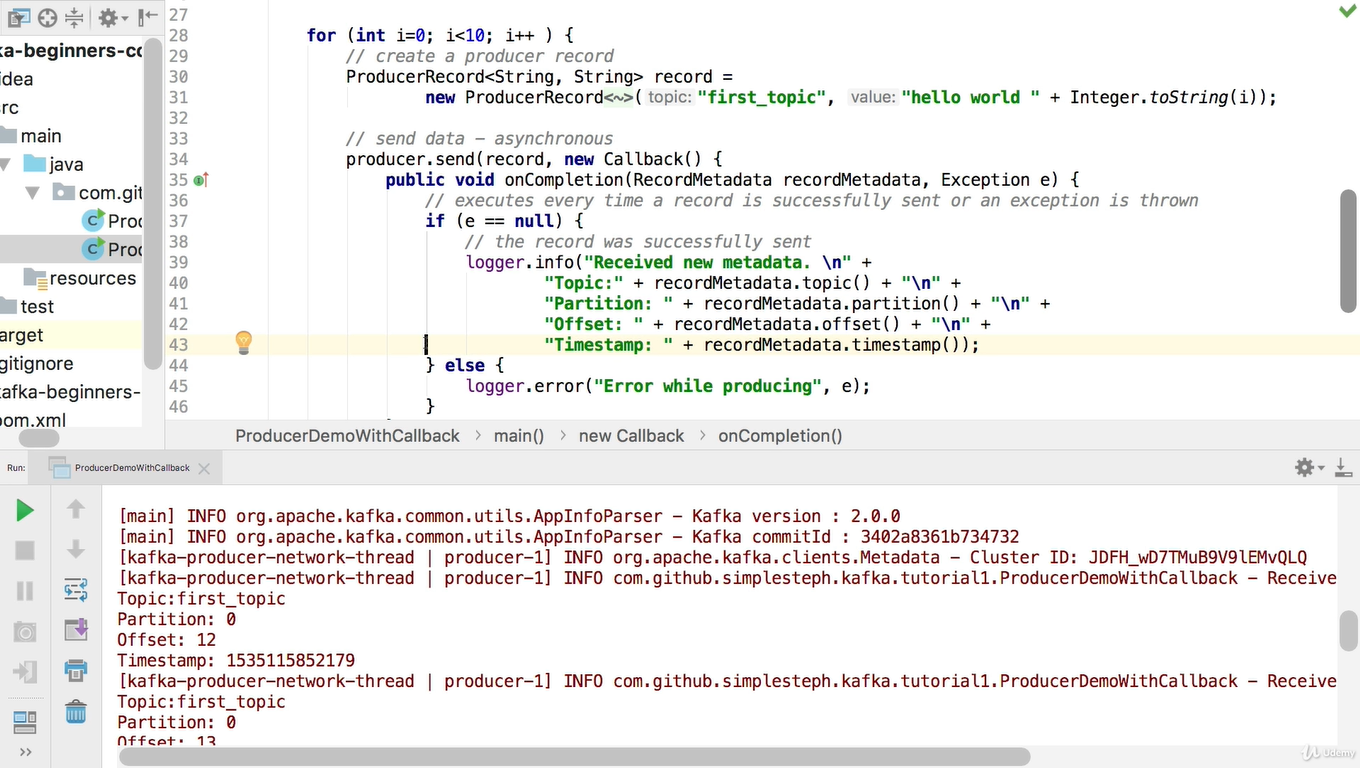 27
ka-beginners-co
28 for (int i=0; i<10; i++ ) {
idea
29 // create a producer record
30 ProducerRecord<String, String> record =
src
31 new ProducerRecord<~>( topic: "first_topic", value: "hello world " + Integer.toString(i));
32
main
33 // send data – asynchronous
java
34 producer.send(record, new Callback() {
35 public void onCompletion(RecordMetadata recordMetadata, Exception e) {
com.git
36 // executes every time a record is successfully sent or an exception is thrown
Proc
37 if (e == null) {
38 // the record was successfully sent
Proc
39 logger.info("Received new metadata. \n" +
resources
40 "Topic:" + recordMetadata.topic() + "\n" +
test
41 "Partition: " + recordMetadata.partition() + "\n" +
42 "Offset: " + recordMetadata.offset() + "\n" +
arget
43 "Timestamp: " + recordMetadata.timestamp());
gitignore
44 } else {
45 logger.error("Error while producing", e);
kafka-beginners-
46 }
pom.xml
ProducerDemoWithCallback > main() > new Callback > onCompletion()
Run: ProducerDemoWithCallback
[main] INFO org.apache.kafka.common.utils.AppInfoParser – Kafka version : 2.0.0
[main] INFO org.apache.kafka.common.utils.AppInfoParser – Kafka commitId : 3402a8361b734732
[kafka-producer-network-thread | producer-1] INFO org.apache.kafka.clients.Metadata – Cluster ID: JDFH_wD7TMuB9V9lEMvQLQ
[kafka-producer-network-thread | producer-1] INFO com.github.simplesteph.kafka.tutorial1.ProducerDemoWithCallback – Receive
Topic:first_topic
Partition: 0
Offset: 12
Timestamp: 1535115852179
[kafka-producer-network-thread | producer-1] INFO com.github.simplesteph.kafka.tutorial1.ProducerDemoWithCallback – Receive
Topic:first_topic
Partition: 0
Offset: 13
Udemy